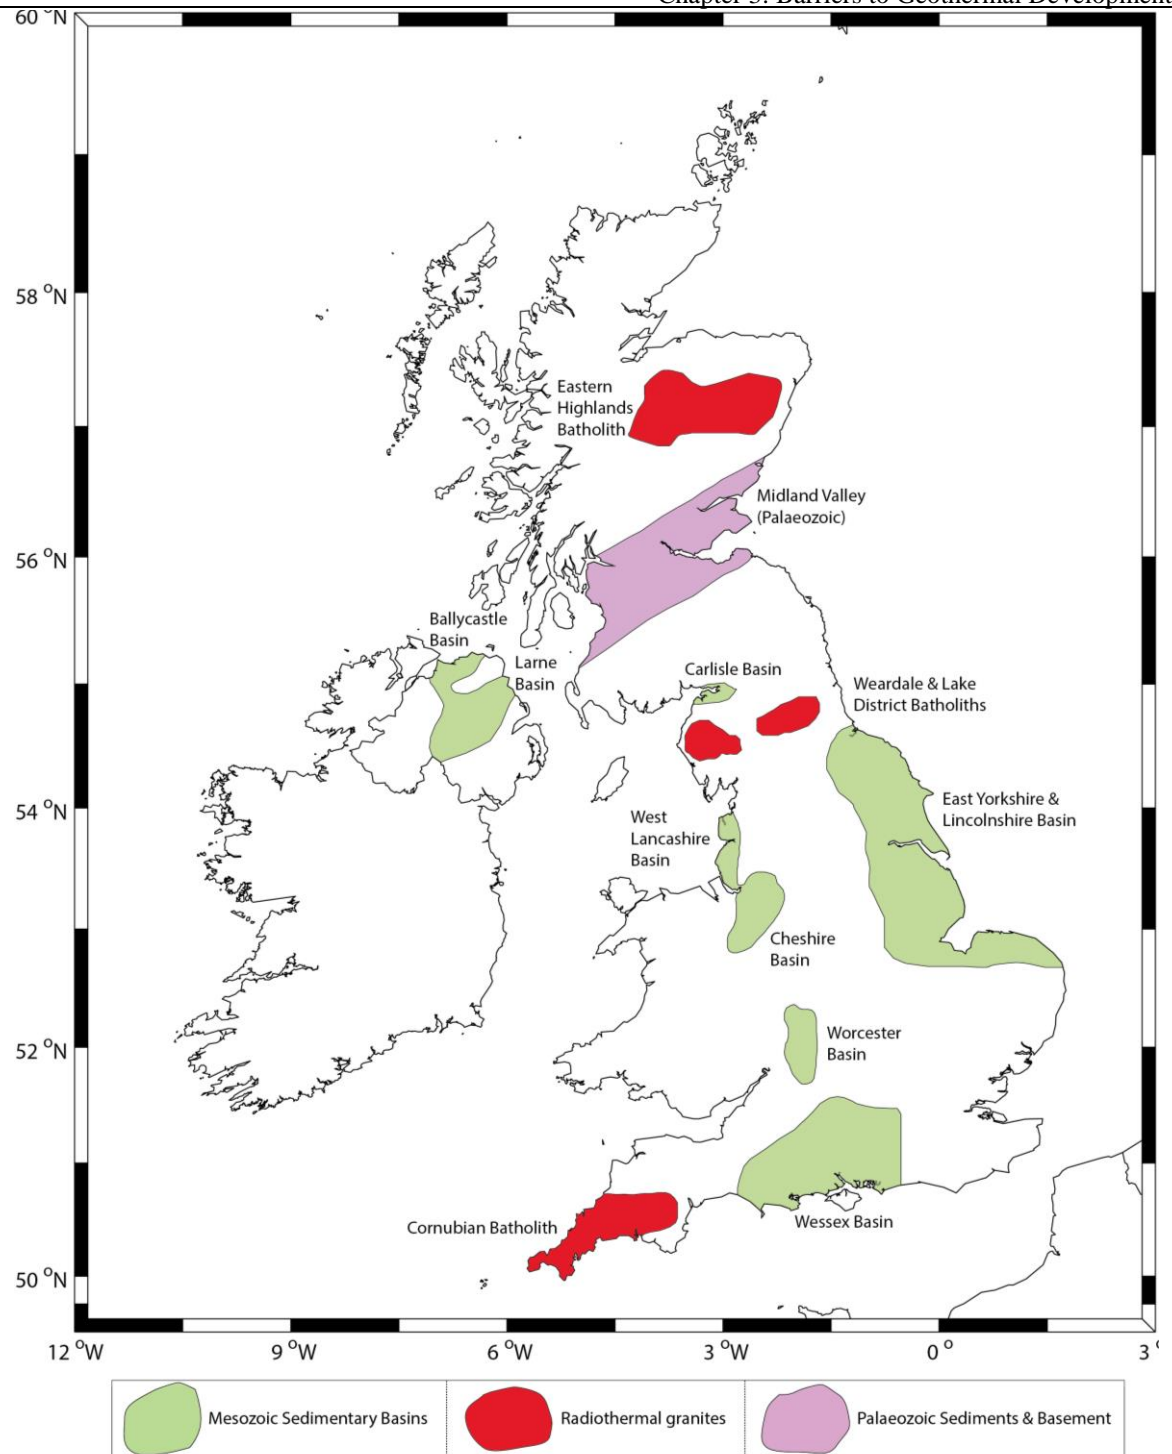 Chapter 3: Barriers to Geothermal Development
60 °N
58 °N
Eastern
Highlands
Batholith
Midland Valley
(Palaeozoic)
56 °N
Ballycastle
Basin
Larne
Basin
Carlisle Basin
Weardale & Lake
District Batholiths
54 °N
East Yorkshire &
Lincolnshire Basin
West
Lancashire
Basin
Cheshire
Basin
52 °N
Worcester
Basin
Cornubian Batholith
Wessex Basin
50 °N
12 °W 9 °W 6 °W 3 °W 0 ° 3 °
Mesozoic Sedimentary Basins Radiothermal granites Palaeozoic Sediments & Basement